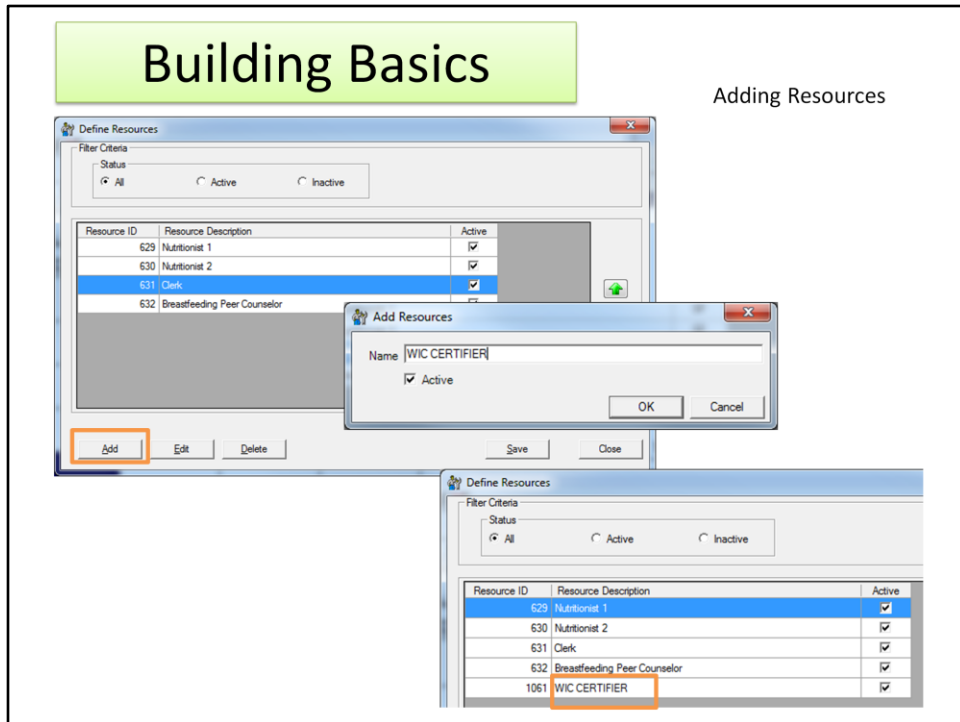 Building Basics
Adding Resources
Define Resources
Filter Criteria
Status
All Active Inactive
Resource ID Resource Description Active
629 Nutritionist 1
630 Nutritionist 2
631 Clerk
632 Breastfeeding Peer Counselor
Add Resources
Name WIC CERTIFIER
Active
OK Cancel
Add Edit Delete Save Close
Define Resources
Filter Criteria
Status
All Active Inactive
Resource ID Resource Description Active
629 Nutritionist 1
630 Nutritionist 2
631 Clerk
632 Breastfeeding Peer Counselor
1061 WIC CERTIFIER